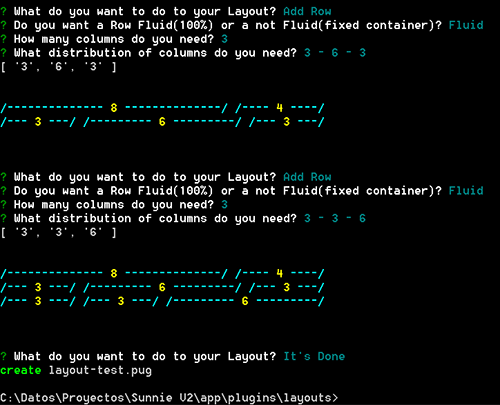 ? What do you want to do to your Layout? Add Row
? Do you want a Row Fluid(100%) or a not Fluid(fixed container)? Fluid
? How many columns do you need? 3
? What distribution of columns do you need? 3 - 6 - 3
[ '3', '6', '3' ]
/-------------- 8 --------------/ /---- 4 ----/
/--- 3 ---/ /--------- 6 ---------/ /--- 3 ---/
? What do you want to do to your Layout? Add Row
? Do you want a Row Fluid(100%) or a not Fluid(fixed container)? Fluid
? How many columns do you need? 3
? What distribution of columns do you need? 3 - 3 - 6
[ '3', '3', '6' ]
/-------------- 8 --------------/ /---- 4 ----/
/--- 3 ---/ /--------- 6 ---------/ /--- 3 ---/
/--- 3 ---/ /--- 3 ---/ /--------- 6 ---------/
? What do you want to do to your Layout? It's Done
create layout-test.pug
C:\Datos\Proyectos\Sunnie V2\app\plugins\layouts>